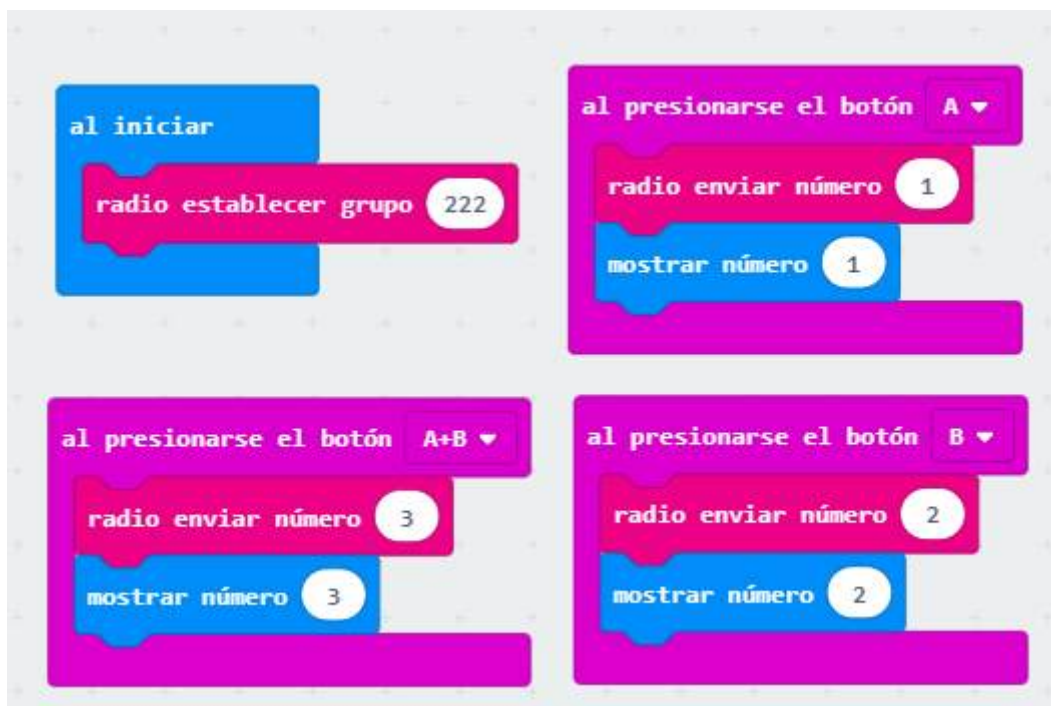 al iniciar
radio establecer grupo 222
al presionarse el botón A
radio enviar número 1
mostrar número 1
al presionarse el botón A+B
radio enviar número 3
mostrar número 3
al presionarse el botón B
radio enviar número 2
mostrar número 2